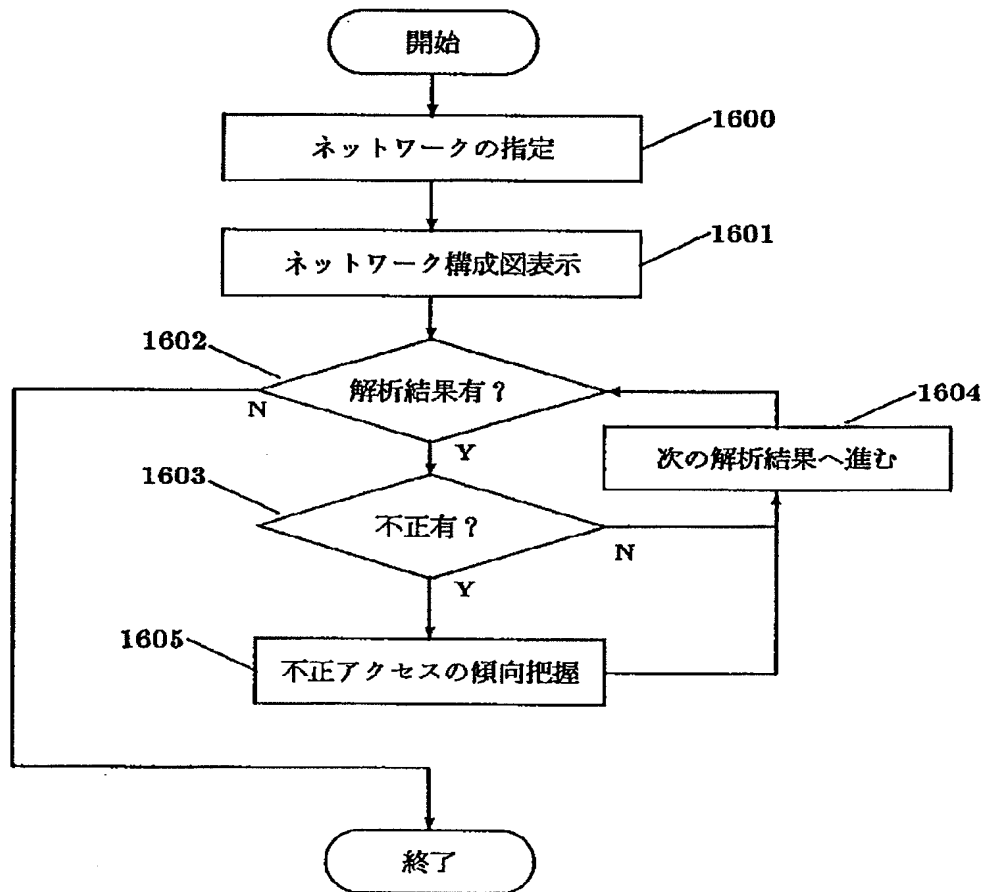 開始
1600
ネットワークの指定
1601
ネットワーク構成図表示
1602
解析結果有?
N
Y
1604
次の解析結果へ進む
1603
不正有?
N
Y
1605
不正アクセスの傾向把握
終了